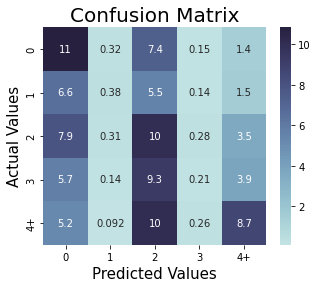 Confusion Matrix
Actual Values
0 11 0.32 7.4 0.15 1.4
1 6.6 0.38 5.5 0.14 1.5
2 7.9 0.31 10 0.28 3.5
3 5.7 0.14 9.3 0.21 3.9
4+ 5.2 0.092 10 0.26 8.7
0 1 2 3 4+
Predicted Values
10
8
6
4
2